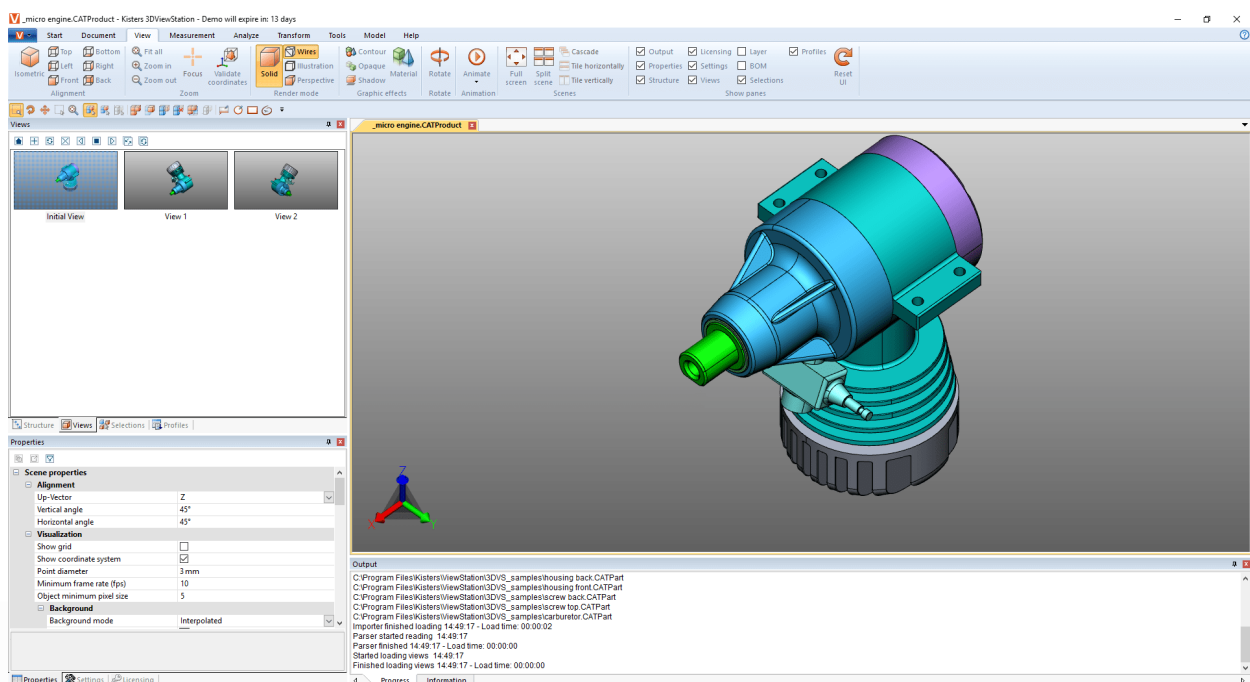 _micro engine.CATProduct - Kisters 3DViewStation - Demo will expire in: 13 days
Start Document View Measurement Analyze Transform Tools Model Help
Isometric Top Bottom Left Right Front Back
Alignment
Fit all Zoom in Zoom out Focus Validate coordinates
Zoom
Solid Wires Illustration Perspective
Render mode
Contour Opaque Shadow Material
Graphic effects
Rotate
Rotate
Animate
Animation
Full screen Split scene Cascade Tile horizontally Tile vertically
Scenes
Output Licensing Layer Profiles
Properties Settings BOM
Structure Views Selections
Show panes
Reset UI
Views
_micro engine.CATProduct
Initial View View 1 View 2
Structure Views Selections Profiles
Properties
Scene properties
Alignment
Up-Vector Z
Vertical angle 45°
Horizontal angle 45°
Visualization
Show grid
Show coordinate system
Point diameter 3 mm
Minimum frame rate (fps) 10
Object minimum pixel size 5
Background
Background mode Interpolated
Properties Settings Licensing
Z
X
Y
Output
C:\Program Files\Kisters\ViewStation\3DVS_samples\housing back.CATPart
C:\Program Files\Kisters\ViewStation\3DVS_samples\housing front.CATPart
C:\Program Files\Kisters\ViewStation\3DVS_samples\screw back.CATPart
C:\Program Files\Kisters\ViewStation\3DVS_samples\screw top.CATPart
C:\Program Files\Kisters\ViewStation\3DVS_samples\carburetor.CATPart
Importer finished loading 14:49:17 - Load time: 00:00:02
Parser started reading 14:49:17
Parser finished 14:49:17 - Load time: 00:00:00
Started loading views 14:49:17
Finished loading views 14:49:17 - Load time: 00:00:00
Progress Information